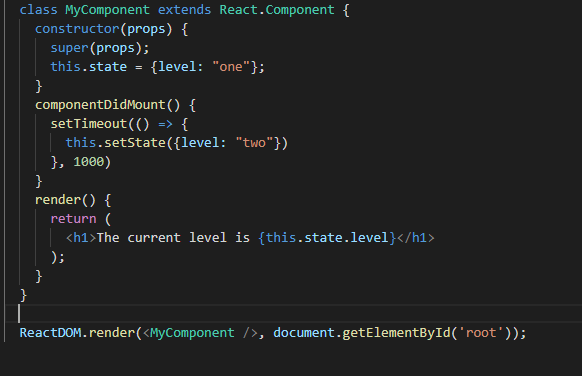 class MyComponent extends React.Component {
  constructor(props) {
    super(props);
    this.state = {level: "one"};
  }
  componentDidMount() {
    setTimeout(() => {
      this.setState({level: "two"})
    }, 1000)
  }
  render() {
    return (
      <h1>The current level is {this.state.level}</h1>
    );
  }
}
ReactDOM.render(<MyComponent />, document.getElementById('root'));